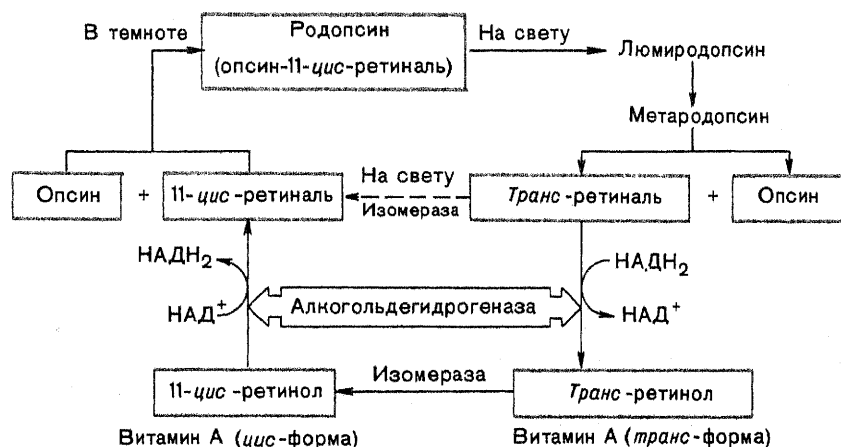 В темноте
Родопсин
(опсин-11-цис-ретиналь)
На свету
Люмиродопсин
Метародопсин
Опсин + 11-цис-ретиналь
На свету
Изомераза
Транс-ретиналь + Опсин
НАДН₂
НАД⁺
Алкогольдегидрогеназа
НАДН₂
НАД⁺
11-цис-ретинол
Изомераза
Транс-ретинол
Витамин А (цис-форма)
Витамин А (транс-форма)